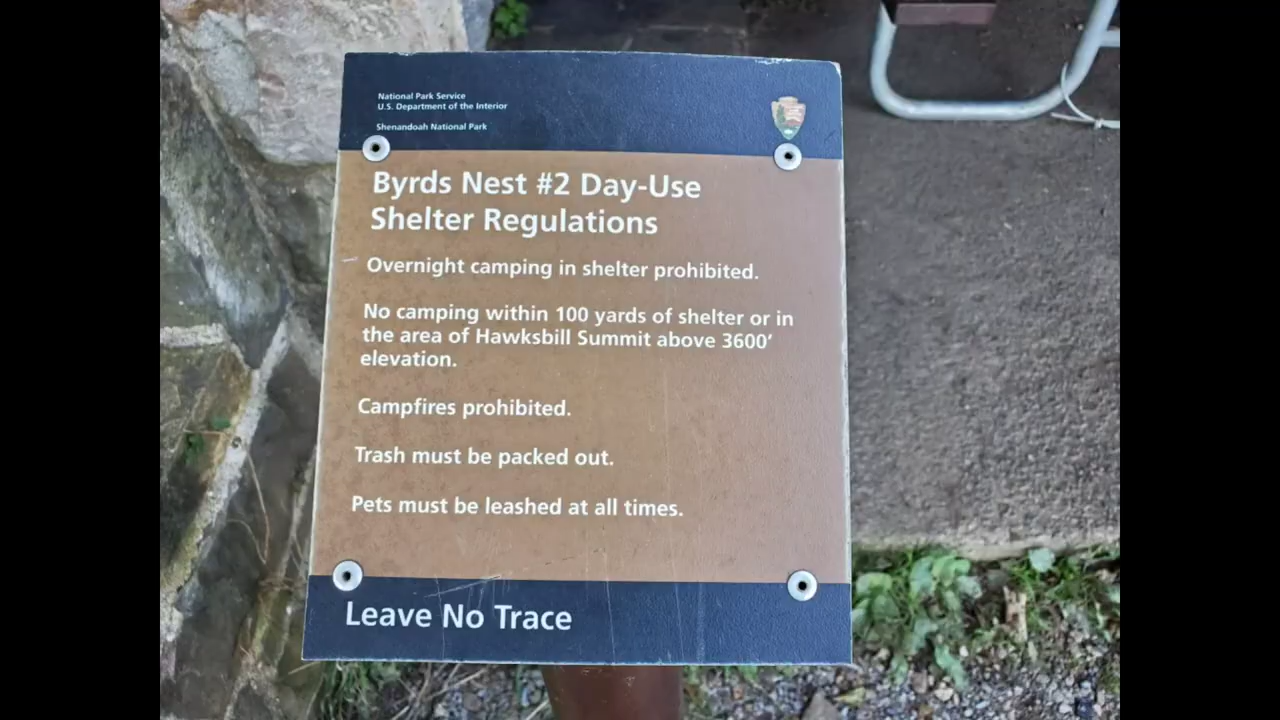 National Park Service
U.S. Department of the Interior
Shenandoah National Park
Byrds Nest #2 Day-Use
Shelter Regulations
Overnight camping in shelter prohibited.
No camping within 100 yards of shelter or in
the area of Hawksbill Summit above 3600'
elevation.
Campfires prohibited.
Trash must be packed out.
Pets must be leashed at all times.
Leave No Trace